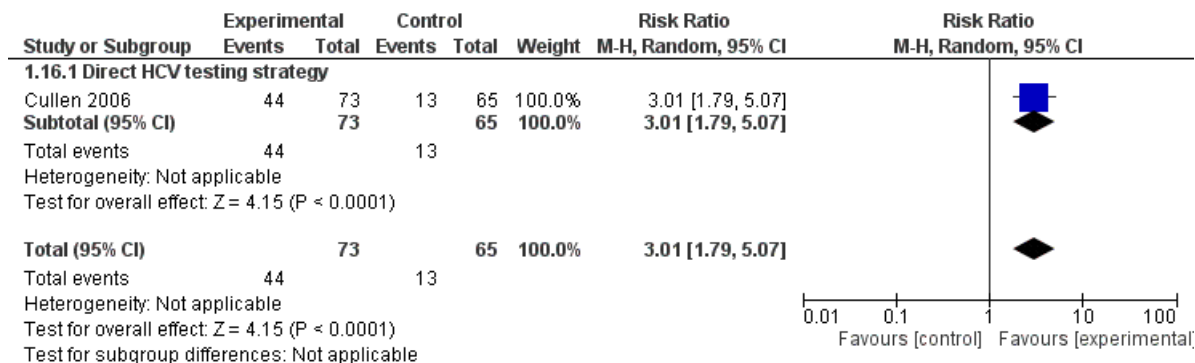 Experimental Control Risk Ratio Risk Ratio
Study or Subgroup Events Total Events Total Weight M-H, Random, 95% CI M-H, Random, 95% CI
1.16.1 Direct HCV testing strategy
Cullen 2006 44 73 13 65 100.0% 3.01 [1.79, 5.07]
Subtotal (95% CI) 73 65 100.0% 3.01 [1.79, 5.07]
Total events 44 13
Heterogeneity: Not applicable
Test for overall effect: Z = 4.15 (P < 0.0001)
Total (95% CI) 73 65 100.0% 3.01 [1.79, 5.07]
Total events 44 13
Heterogeneity: Not applicable
Test for overall effect: Z = 4.15 (P < 0.0001)
Test for subgroup differences: Not applicable
0.01 0.1 1 10 100
Favours [control] Favours [experimental]